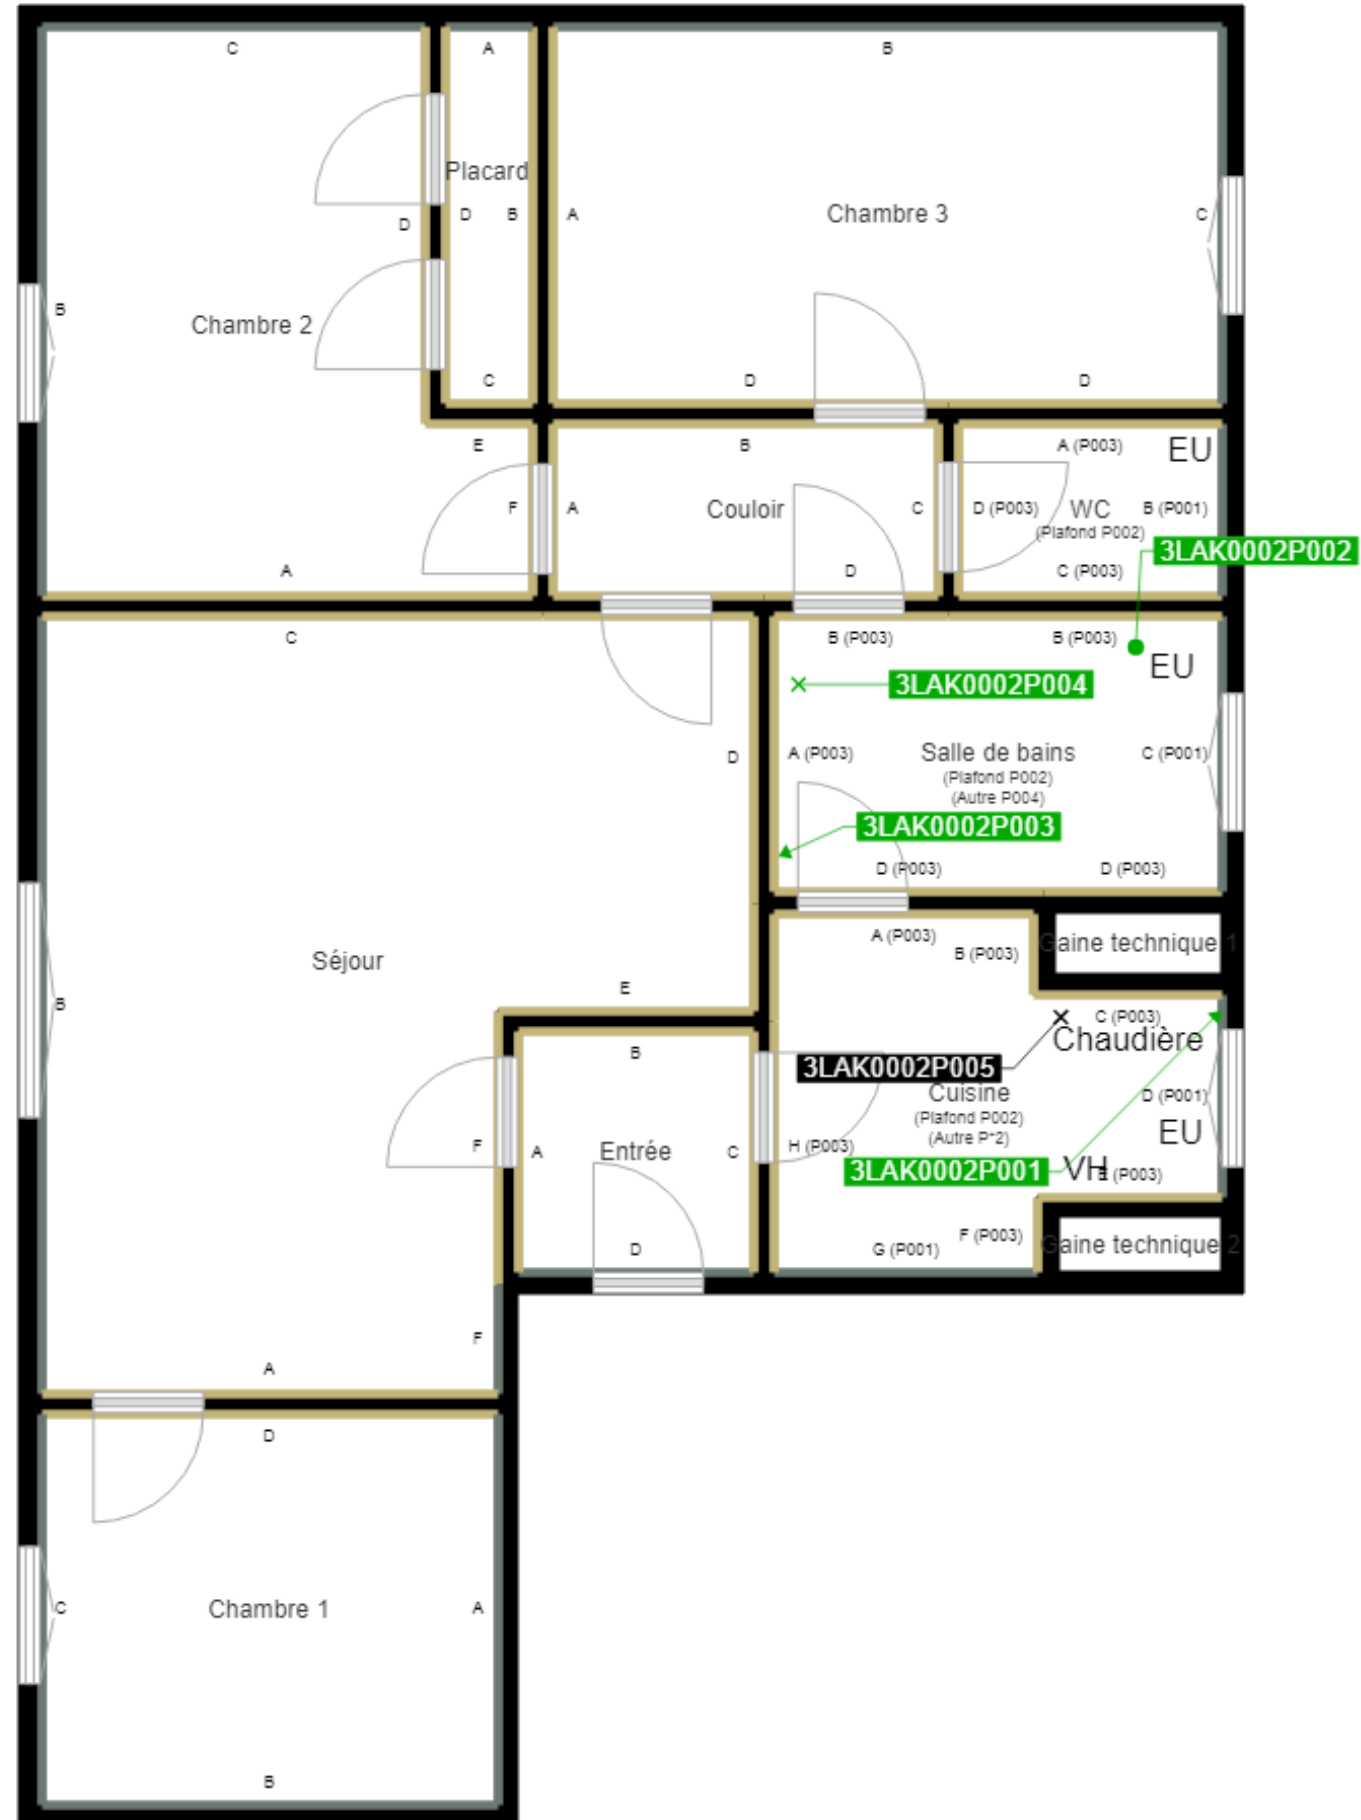 C
A
B
Placard
D
D
B
A
Chambre 3
C
B
Chambre 2
C
D
D
E
B
A (P003)
EU
F
A
Couloir
C
D (P003)
WC
B (P001)
(Plafond P002)
3LAK0002P002
A
D
C (P003)
C
B (P003)
B (P003)
EU
3LAK0002P004
D
A (P003)
Salle de bains
C (P001)
(Plafond P002)
(Autre P004)
3LAK0002P003
D (P003)
D (P003)
A (P003)
B (P003)
Gaine technique 1
Séjour
E
B
C (P003)
Chaudière
B
3LAK0002P005
Cuisine
D (P001)
(Plafond P002)
(Autre P~2)
EU
F
A
Entrée
C
H (P003)
3LAK0002P001
VH
E (P003)
D
G (P001)
F (P003)
Gaine technique 2
F
A
D
C
Chambre 1
A
B